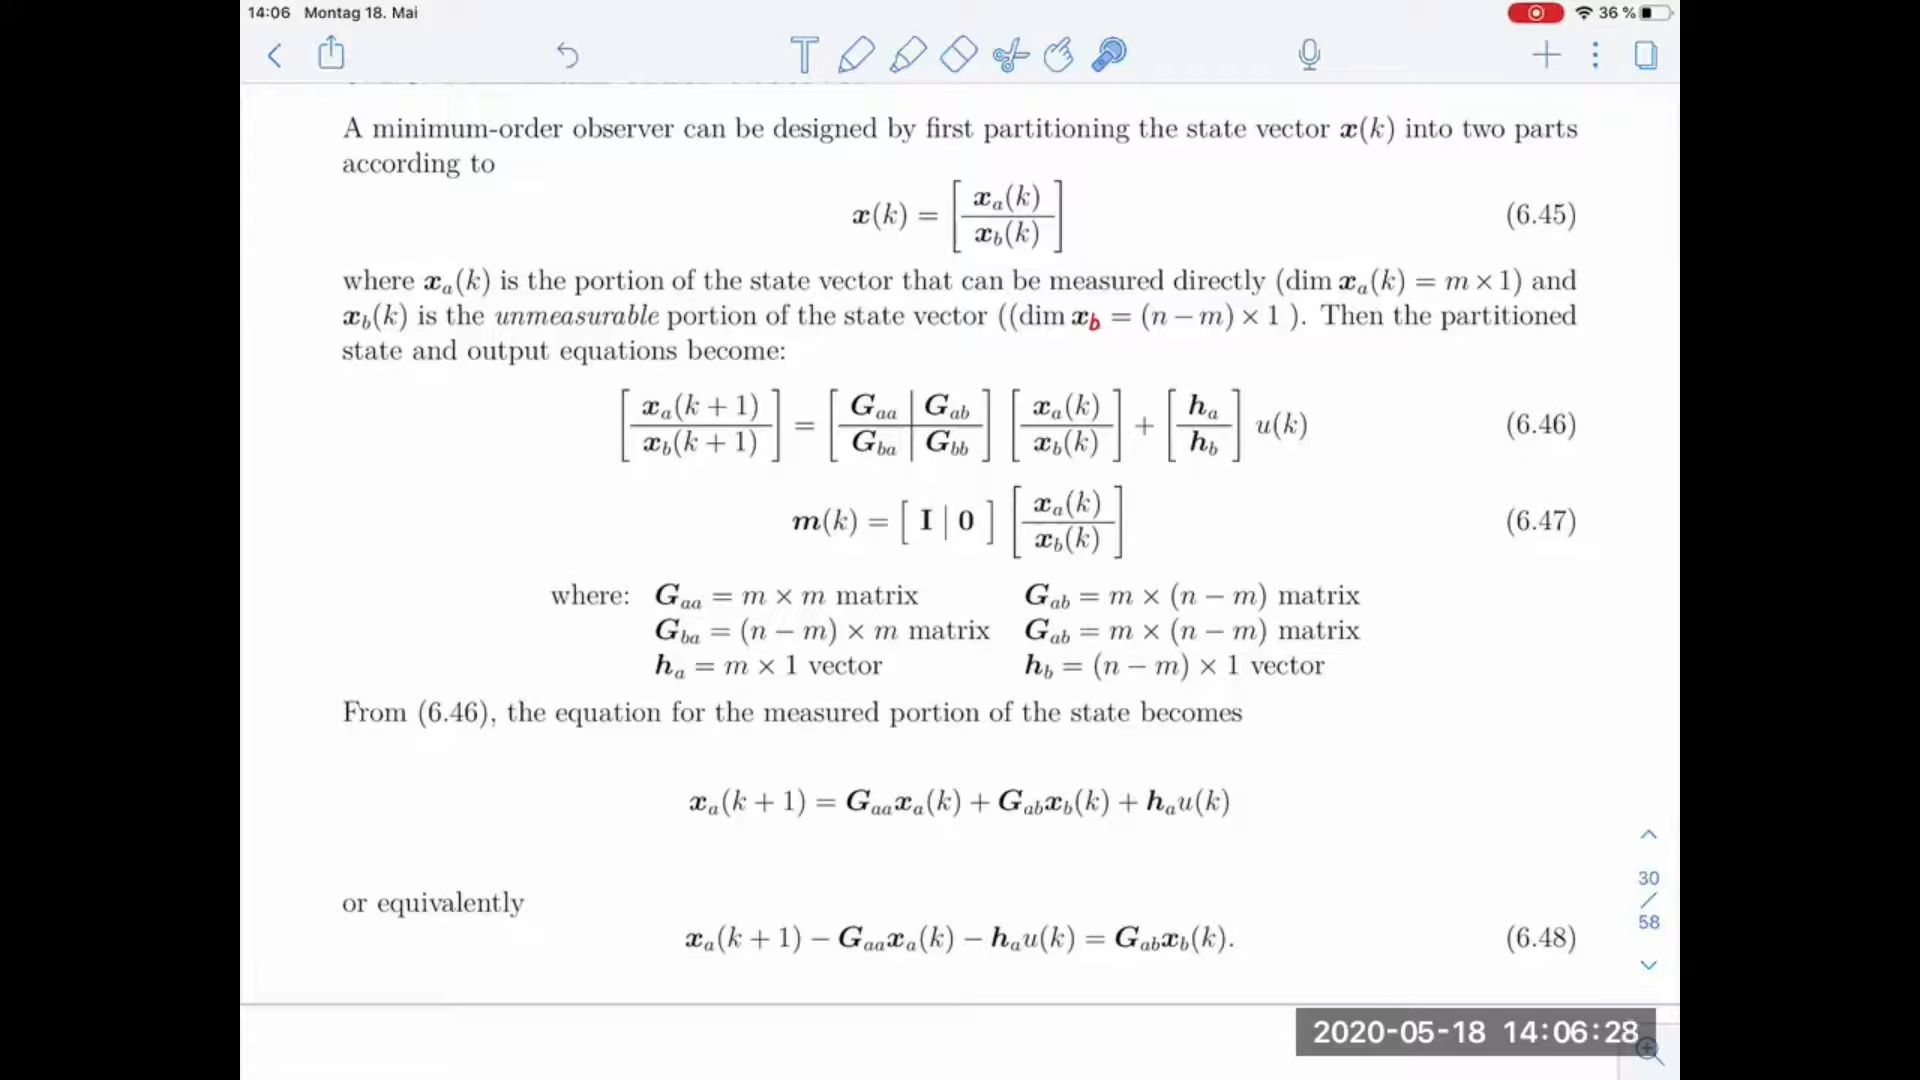 14:06 Montag 18. Mai
36 %
A minimum-order observer can be designed by first partitioning the state vector x(k) into two parts
according to
x(k) = [ x_a(k) / x_b(k) ] (6.45)
where x_a(k) is the portion of the state vector that can be measured directly (dim x_a(k) = m × 1) and
x_b(k) is the unmeasurable portion of the state vector ((dim x_b = (n − m) × 1 ). Then the partitioned
state and output equations become:
[ x_a(k + 1) / x_b(k + 1) ] = [ G_aa | G_ab / G_ba | G_bb ] [ x_a(k) / x_b(k) ] + [ h_a / h_b ] u(k) (6.46)
m(k) = [ I | 0 ] [ x_a(k) / x_b(k) ] (6.47)
where: G_aa = m × m matrix G_ab = m × (n − m) matrix
G_ba = (n − m) × m matrix G_ab = m × (n − m) matrix
h_a = m × 1 vector h_b = (n − m) × 1 vector
From (6.46), the equation for the measured portion of the state becomes
x_a(k + 1) = G_aa x_a(k) + G_ab x_b(k) + h_a u(k)
or equivalently
x_a(k + 1) − G_aa x_a(k) − h_a u(k) = G_ab x_b(k). (6.48)
30
/
58
2020-05-18 14:06:28